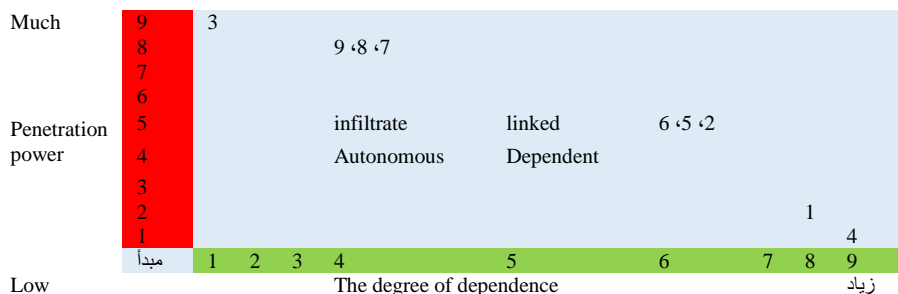 Much 9 3
8 9 ،8 ،7
7
6
Penetration power 5 infiltrate linked 6 ،5 ،2
4 Autonomous Dependent
3
2 1
1 4
مبدأ 1 2 3 4 5 6 7 8 9
Low The degree of dependence زیاد